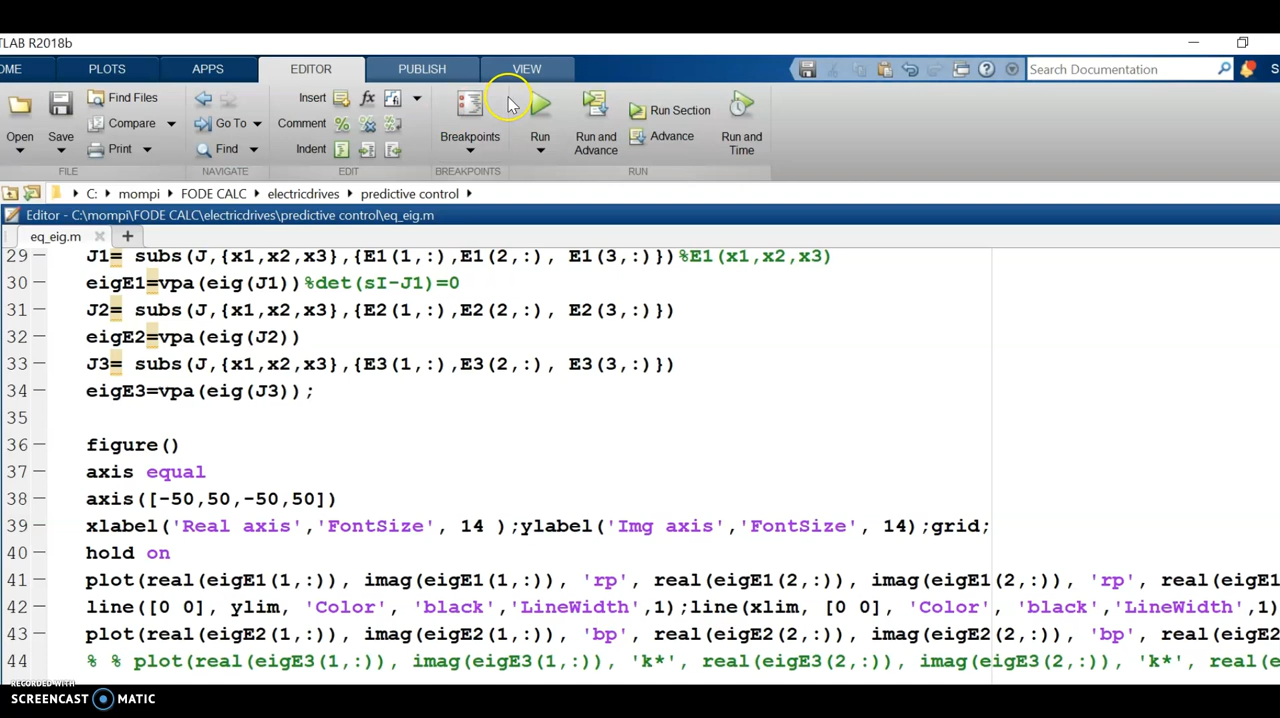 TLAB R2018b
OME PLOTS APPS EDITOR PUBLISH VIEW Search Documentation S
Find Files Insert fx
Compare Go To Comment % Run Section
Open Save Print Find Indent Breakpoints Run Run and Advance Advance Run and Time
FILE NAVIGATE EDIT BREAKPOINTS RUN
C: mompi FODE CALC electricdrives predictive control
Editor - C:\mompi\FODE CALC\electricdrives\predictive control\eq_eig.m
eq_eig.m × +
29 — J1= subs(J,{x1,x2,x3},{E1(1,:),E1(2,:), E1(3,:)})%E1(x1,x2,x3)
30 — eigE1=vpa(eig(J1))%det(sI-J1)=0
31 — J2= subs(J,{x1,x2,x3},{E2(1,:),E2(2,:), E2(3,:)})
32 — eigE2=vpa(eig(J2))
33 — J3= subs(J,{x1,x2,x3},{E3(1,:),E3(2,:), E3(3,:)})
34 — eigE3=vpa(eig(J3));
35
36 — figure()
37 — axis equal
38 — axis([-50,50,-50,50])
39 — xlabel('Real axis','FontSize', 14 );ylabel('Img axis','FontSize', 14);grid;
40 — hold on
41 — plot(real(eigE1(1,:)), imag(eigE1(1,:)), 'rp', real(eigE1(2,:)), imag(eigE1(2,:)), 'rp', real(eigE1
42 — line([0 0], ylim, 'Color', 'black','LineWidth',1);line(xlim, [0 0], 'Color', 'black','LineWidth',1)
43 — plot(real(eigE2(1,:)), imag(eigE2(1,:)), 'bp', real(eigE2(2,:)), imag(eigE2(2,:)), 'bp', real(eigE2
44 % % plot(real(eigE3(1,:)), imag(eigE3(1,:)), 'k*', real(eigE3(2,:)), imag(eigE3(2,:)), 'k*', real(e
RECORDED WITH
SCREENCAST MATIC